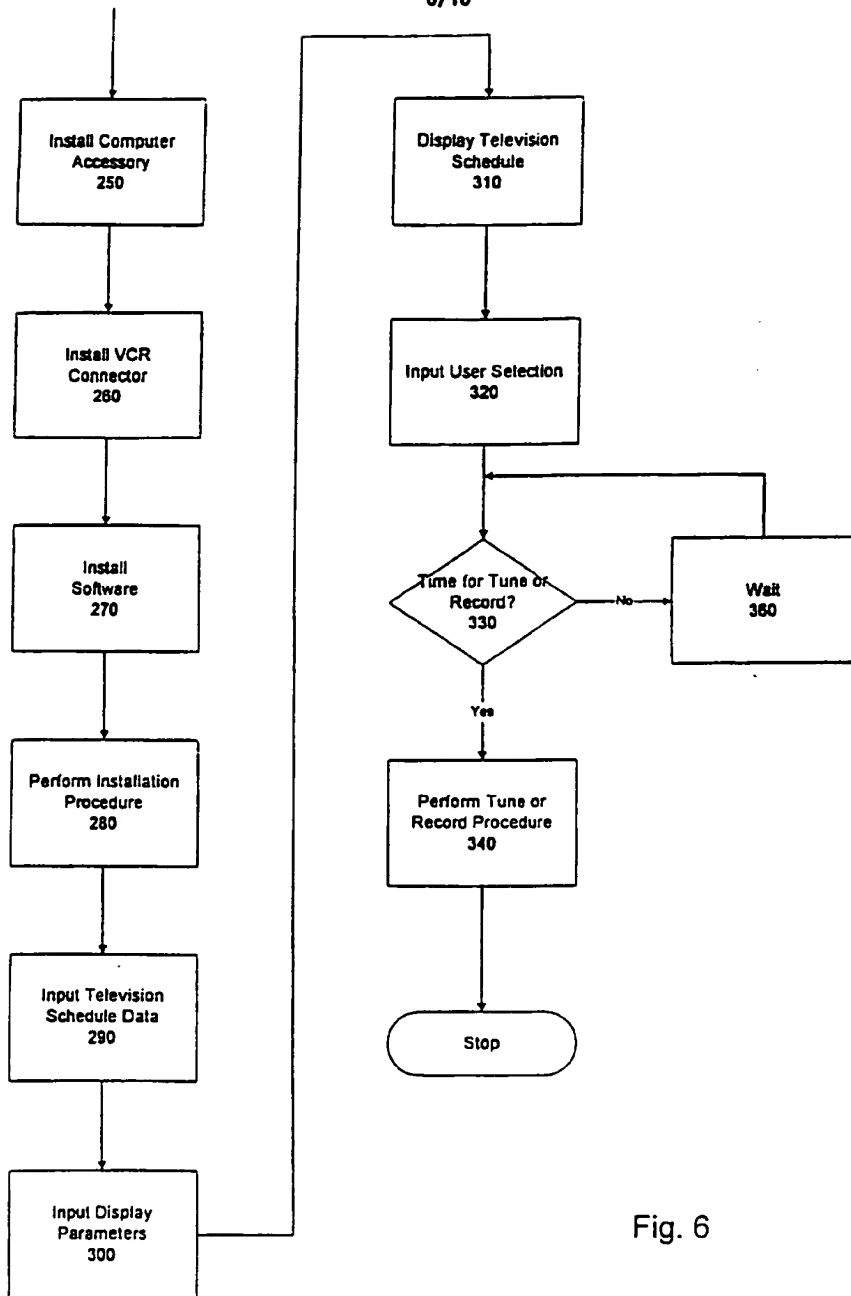 Install Computer
Accessory
250
Install VCR
Connector
260
Install
Software
270
Perform Installation
Procedure
280
Input Television
Schedule Data
290
Input Display
Parameters
300
Display Television
Schedule
310
Input User Selection
320
Time for Tune or
Record?
330
No
Wait
360
Yes
Perform Tune or
Record Procedure
340
Stop
Fig. 6